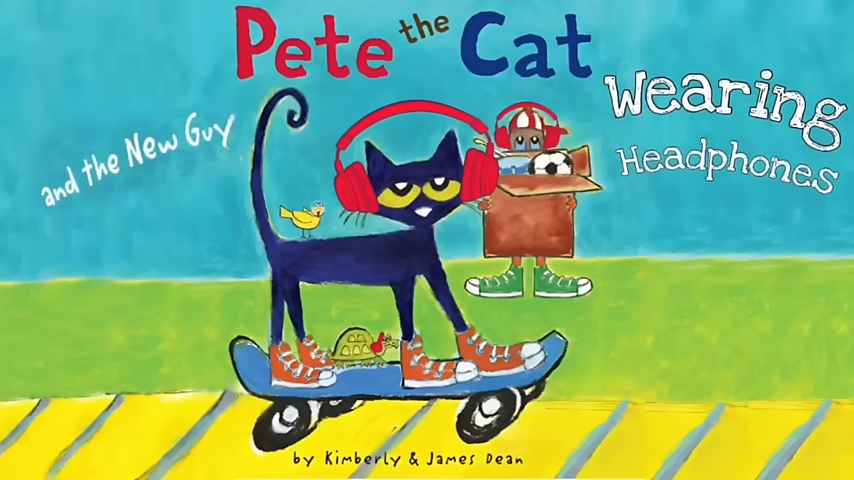 Pete the Cat
and the New Guy
Wearing
Headphones
by Kimberly & James Dean